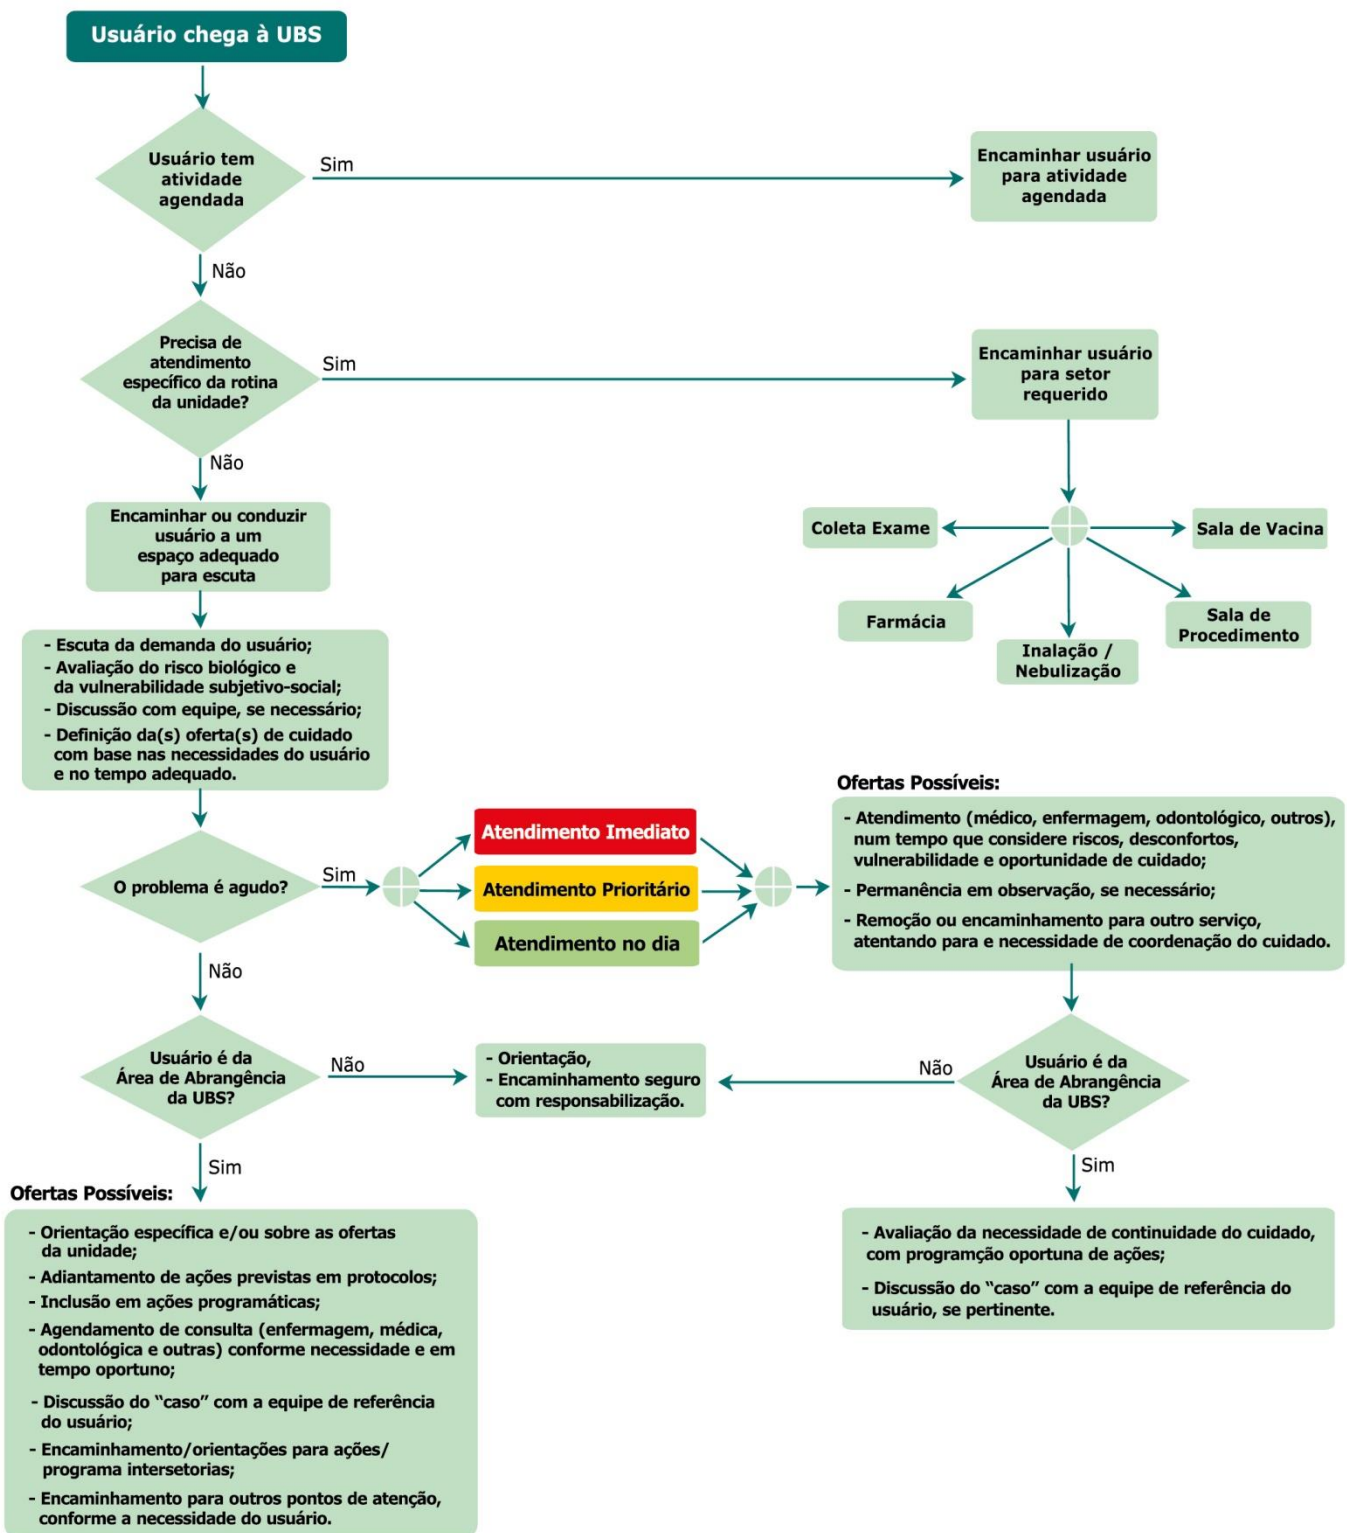 Usuário chega à UBS
Usuário tem
atividade
agendada
Sim
Encaminhar usuário
para atividade
agendada
Não
Precisa de
atendimento
específico da rotina
da unidade?
Sim
Encaminhar usuário
para setor
requerido
Não
Coleta Exame
Sala de Vacina
Farmácia
Sala de
Procedimento
Inalação /
Nebulização
Encaminhar ou conduzir
usuário a um
espaço adequado
para escuta
- Escuta da demanda do usuário;
- Avaliação do risco biológico e
da vulnerabilidade subjetivo-social;
- Discussão com equipe, se necessário;
- Definição da(s) oferta(s) de cuidado
com base nas necessidades do usuário
e no tempo adequado.
O problema é agudo?
Sim
Atendimento Imediato
Atendimento Prioritário
Atendimento no dia
Ofertas Possíveis:
- Atendimento (médico, enfermagem, odontológico, outros),
num tempo que considere riscos, desconfortos,
vulnerabilidade e oportunidade de cuidado;
- Permanência em observação, se necessário;
- Remoção ou encaminhamento para outro serviço,
atentando para e necessidade de coordenação do cuidado.
Não
Usuário é da
Área de Abrangência
da UBS?
Não
- Orientação,
- Encaminhamento seguro
com responsabilização.
Não
Usuário é da
Área de Abrangência
da UBS?
Sim
Sim
Ofertas Possíveis:
- Orientação específica e/ou sobre as ofertas
da unidade;
- Adiantamento de ações previstas em protocolos;
- Inclusão em ações programáticas;
- Agendamento de consulta (enfermagem, médica,
odontológica e outras) conforme necessidade e em
tempo oportuno;
- Discussão do “caso” com a equipe de referência
do usuário;
- Encaminhamento/orientações para ações/
programa intersetorias;
- Encaminhamento para outros pontos de atenção,
conforme a necessidade do usuário.
- Avaliação da necessidade de continuidade do cuidado,
com programção oportuna de ações;
- Discussão do “caso” com a equipe de referência do
usuário, se pertinente.